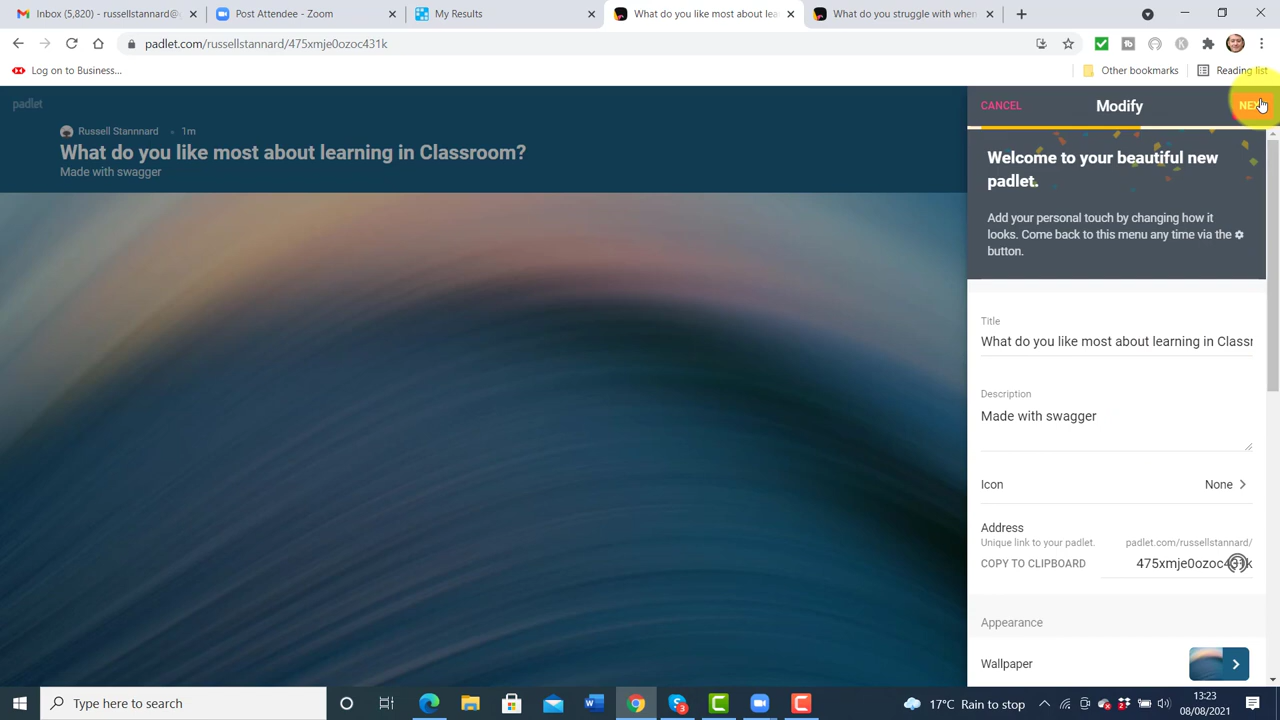 Inbox (5,820) - russellstannard@
Post Attendee - Zoom
My Results
What do you like most about lea
What do you struggle with when
padlet.com/russellstannard/475xmje0ozoc431k
Log on to Business...
Other bookmarks
Reading list
padlet
Russell Stannnard • 1m
What do you like most about learning in Classroom?
Made with swagger
CANCEL
Modify
NEXT
Welcome to your beautiful new
padlet.
Add your personal touch by changing how it
looks. Come back to this menu any time via the
button.
Title
What do you like most about learning in Classr
Description
Made with swagger
Icon
None
Address
Unique link to your padlet.
padlet.com/russellstannard/
COPY TO CLIPBOARD
475xmje0ozoc431k
Appearance
Wallpaper
Type here to search
17°C Rain to stop
13:23
08/08/2021